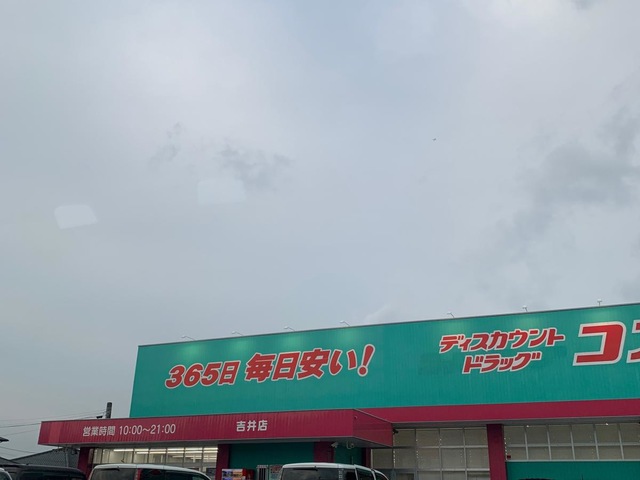 365日 毎日安い!
ディスカウント
ドラッグ
コ
営業時間 10:00〜21:00
吉井店